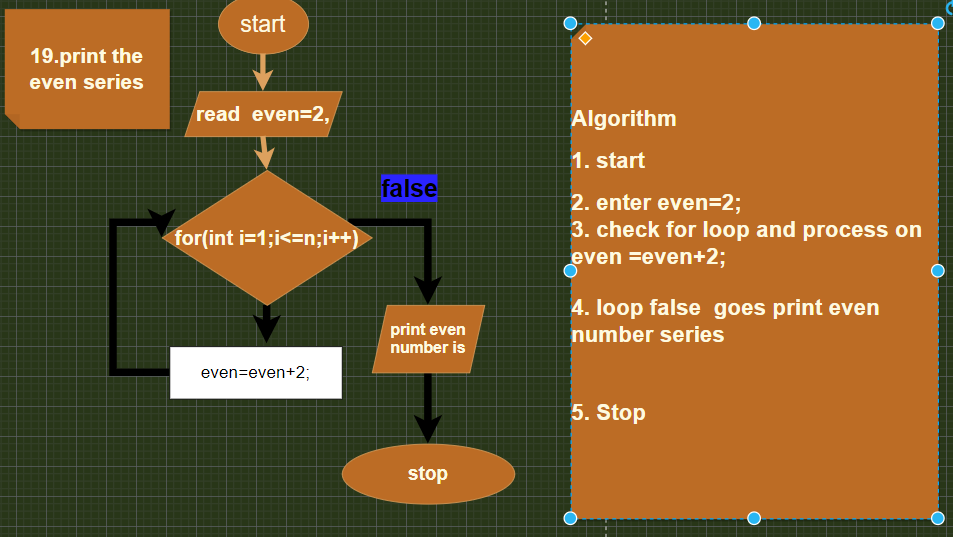 19.print the
even series
start
read  even=2,
false
for(int i=1;i<=n;i++)
print even
number is
even=even+2;
stop
Algorithm
1. start
2. enter even=2;
3. check for loop and process on
even =even+2;
4. loop false  goes print even
number series
5. Stop